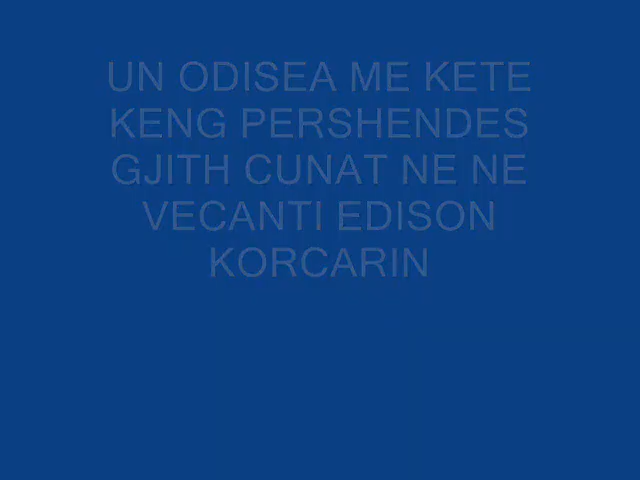 UN ODISEA ME KETE
KENG PERSHENDES
GJITH CUNAT NE NE
VECANTI EDISON
KORCARIN